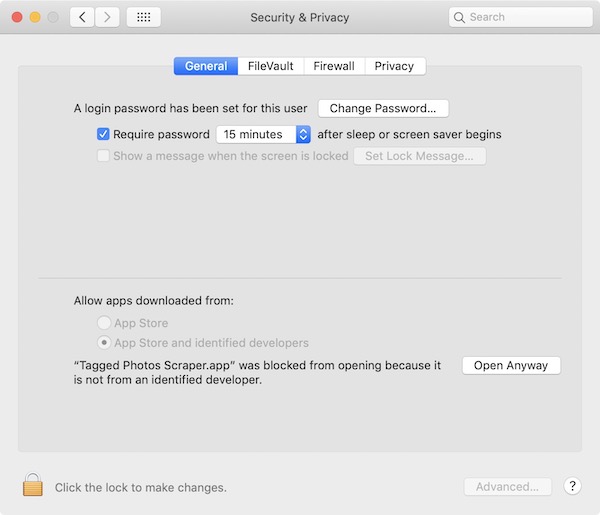 Security & Privacy
Search
General FileVault Firewall Privacy
A login password has been set for this user Change Password...
Require password 15 minutes after sleep or screen saver begins
Show a message when the screen is locked Set Lock Message...
Allow apps downloaded from:
App Store
App Store and identified developers
“Tagged Photos Scraper.app” was blocked from opening because it
is not from an identified developer.
Open Anyway
Click the lock to make changes.
Advanced...
?